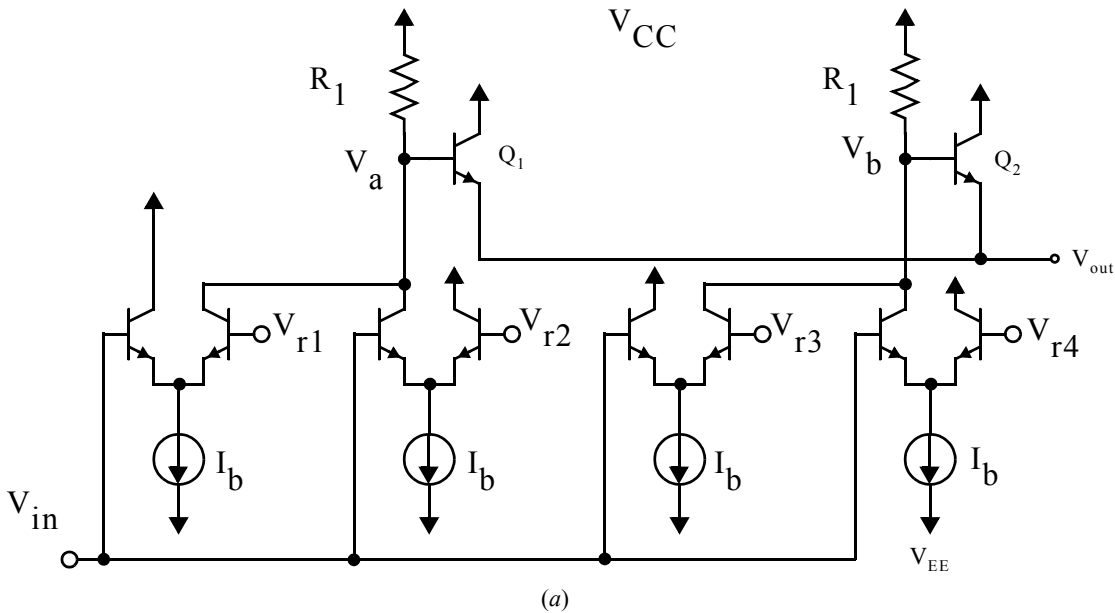 V_CC
R_1
R_1
V_a
Q_1
V_b
Q_2
V_out
V_r1
V_r2
V_r3
V_r4
I_b
I_b
I_b
I_b
V_in
V_EE
(a)